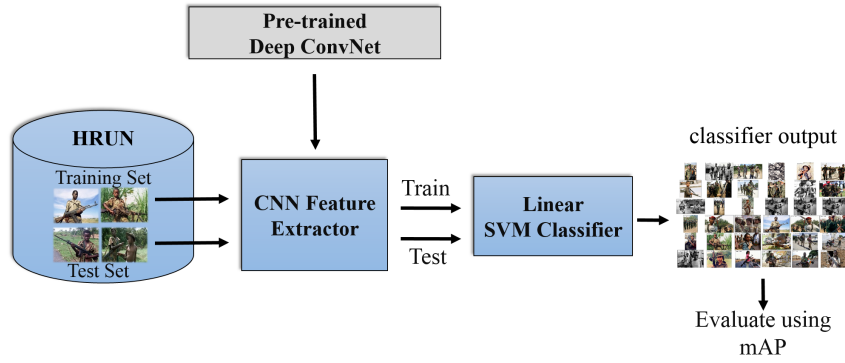 Pre-trained
Deep ConvNet
HRUN
Training Set
Test Set
CNN Feature
Extractor
Train
Test
Linear
SVM Classifier
classifier output
Evaluate using
mAP